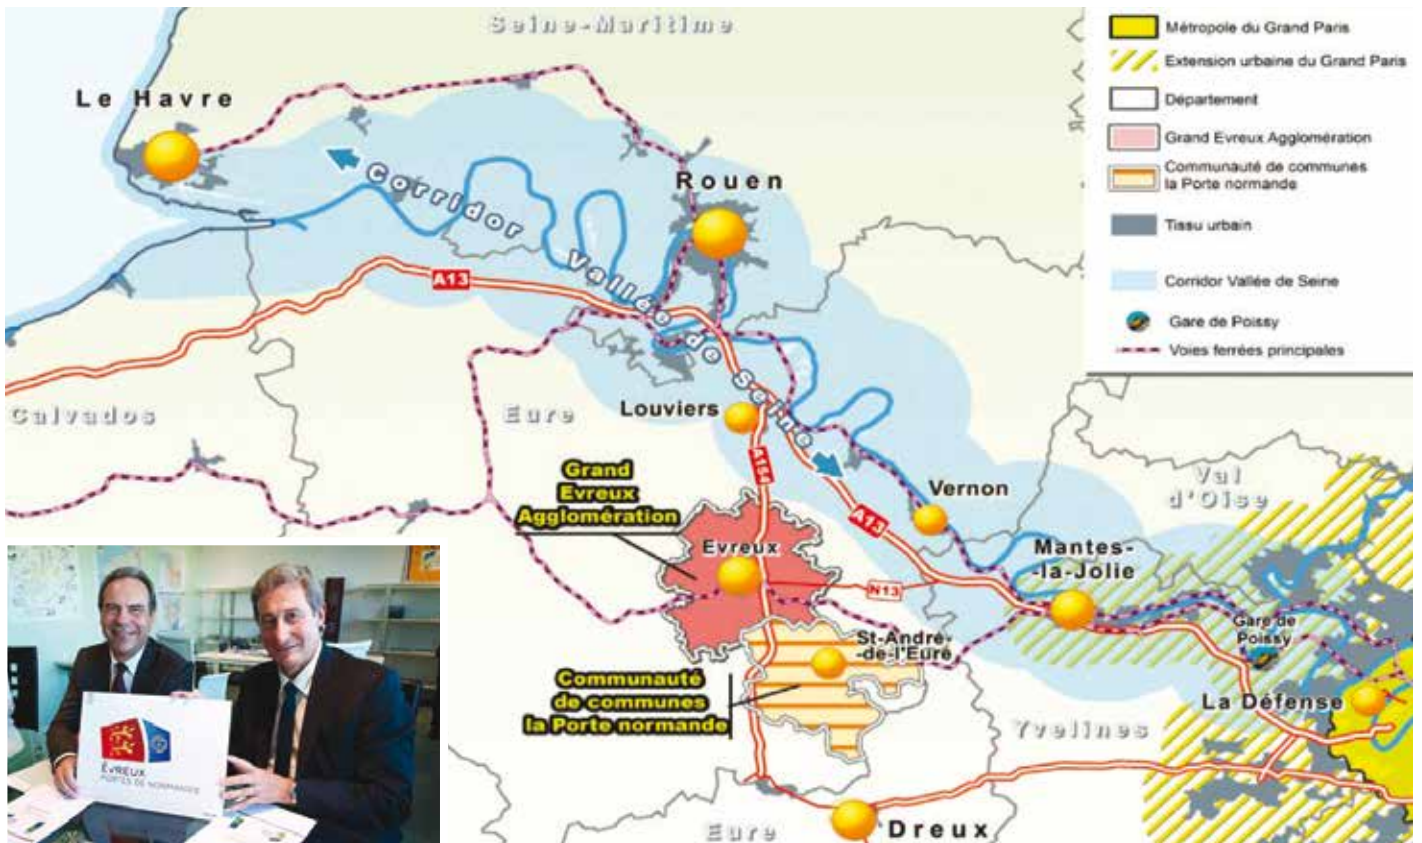 Seine-Maritime
Le Havre
Rouen
Corridor Vallée de Seine
A13
Calvados
Eure
Louviers
A154
Grand
Evreux
Agglomération
Evreux
A13
Vernon
N13
Mantes-
-la-Jolie
Val
d'Oise
Gare de
Poissy
La Défense
St-André-
-de-l'Eure
Communauté
de communes
la Porte normande
Yvelines
Dreux
Eure
Métropole du Grand Paris
Extension urbaine du Grand Paris
Département
Grand Evreux Agglomération
Communauté de communes
la Porte normande
Tissu urbain
Corridor Vallée de Seine
Gare de Poissy
Voies ferrées principales
ÉVREUX
PORTES DE NORMANDIE